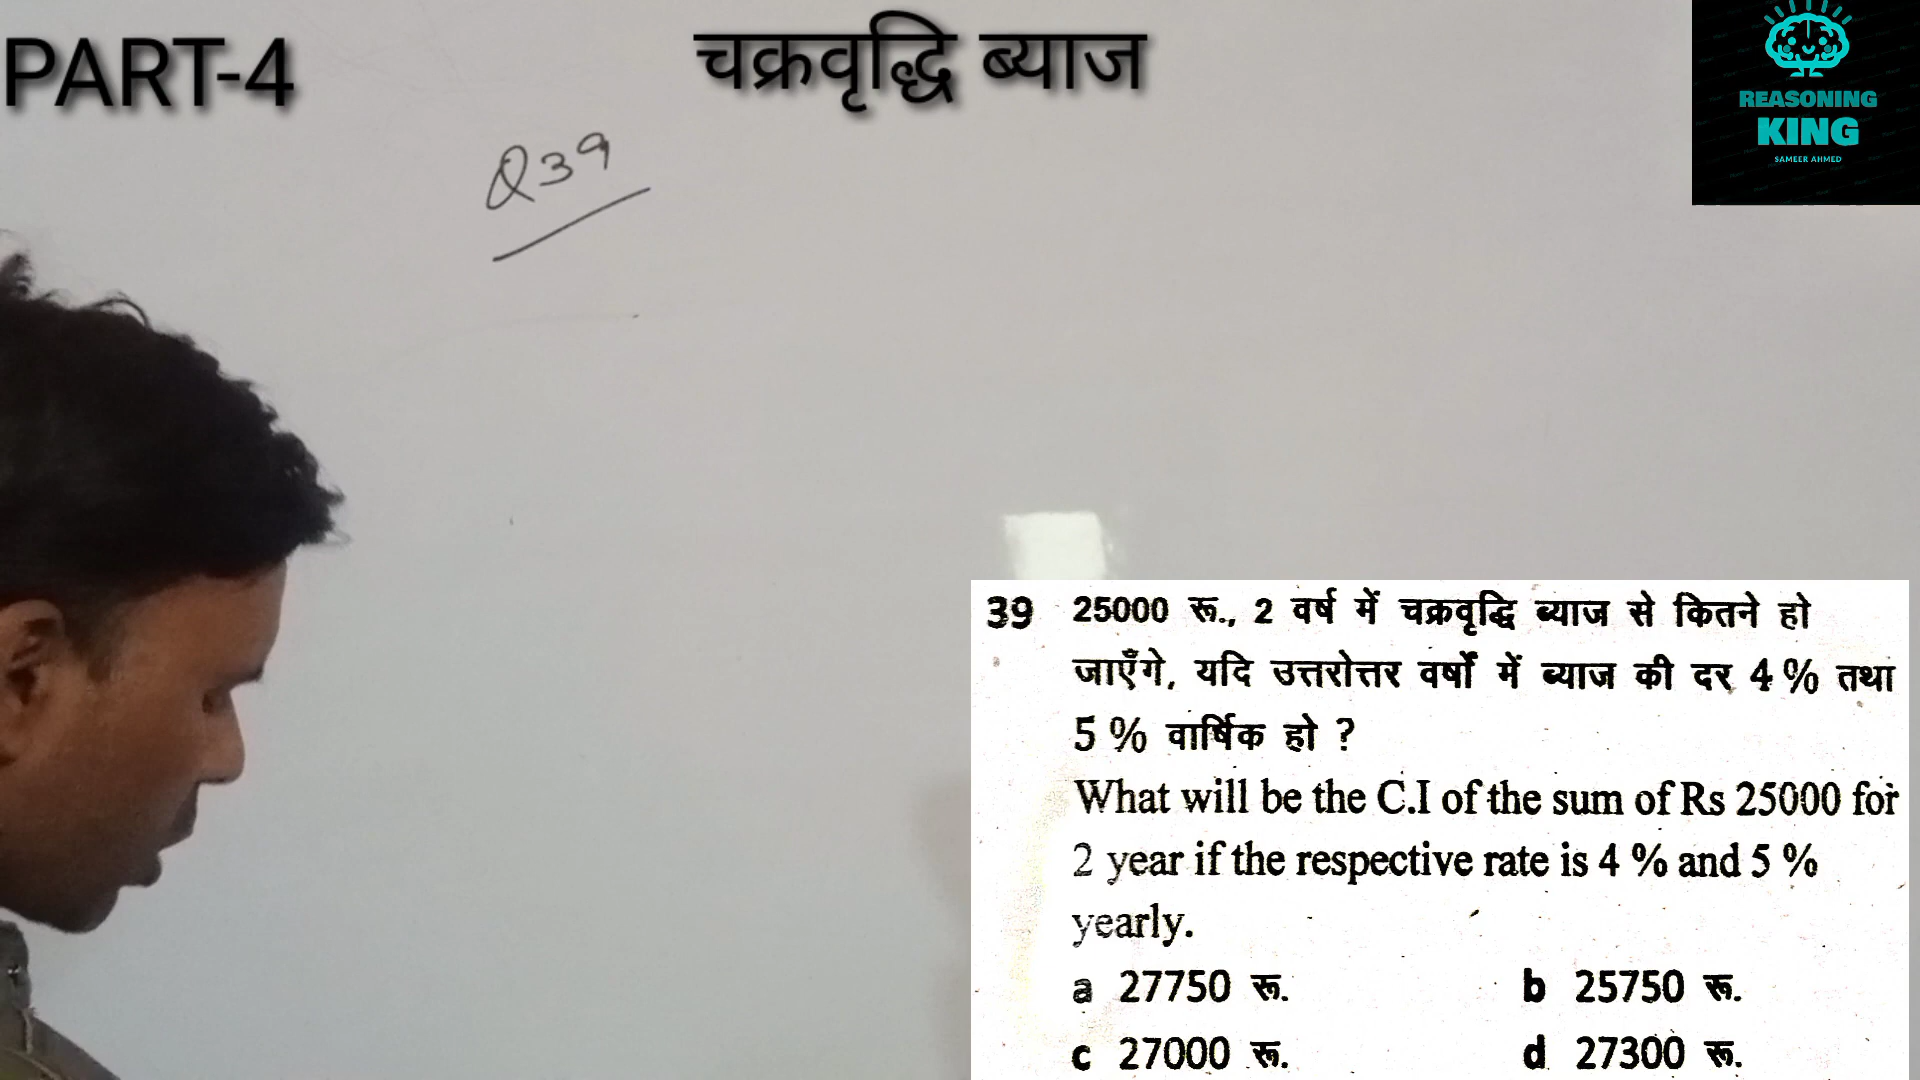 PART-4
चक्रवृद्धि ब्याज
REASONING
KING
SAMEER AHMED
Q39
39 25000 रू., 2 वर्ष में चक्रवृद्धि ब्याज से कितने हो
जाएँगे, यदि उत्तरोत्तर वर्षों में ब्याज की दर 4 % तथा
5 % वार्षिक हो ?
What will be the C.I of the sum of Rs 25000 for
2 year if the respective rate is 4 % and 5 %
yearly.
a 27750 रू. b 25750 रू.
c 27000 रू. d 27300 रू.